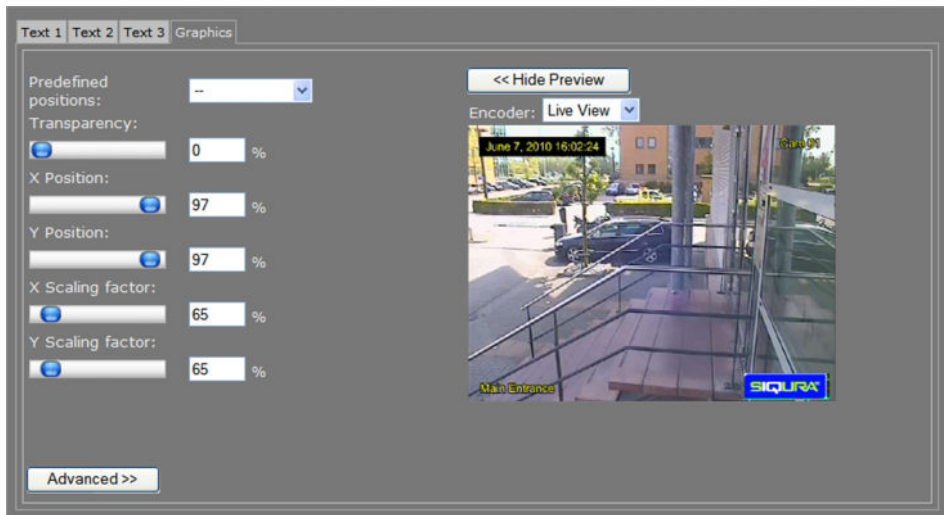 Text 1 Text 2 Text 3 Graphics
Predefined
positions:
--
Transparency:
0 %
X Position:
97 %
Y Position:
97 %
X Scaling factor:
65 %
Y Scaling factor:
65 %
Advanced >>
<< Hide Preview
Encoder: Live View
June 7, 2010 16:02:24
Main Entrance
SIQURA